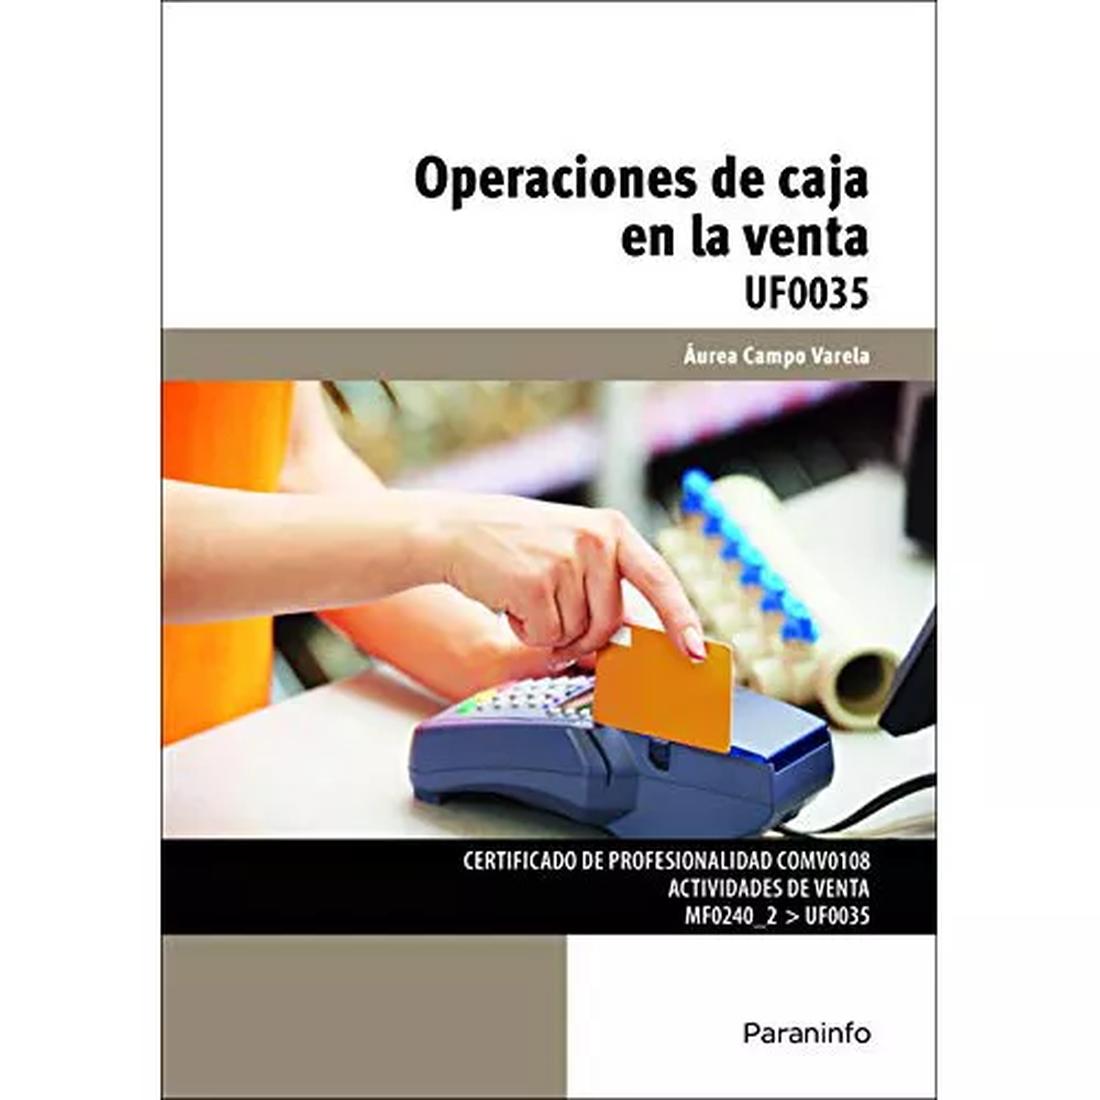 Operaciones de caja
en la venta
UF0035
Áurea Campo Varela
CERTIFICADO DE PROFESIONALIDAD COMV0108
ACTIVIDADES DE VENTA
MF0240_2 > UF0035
Paraninfo